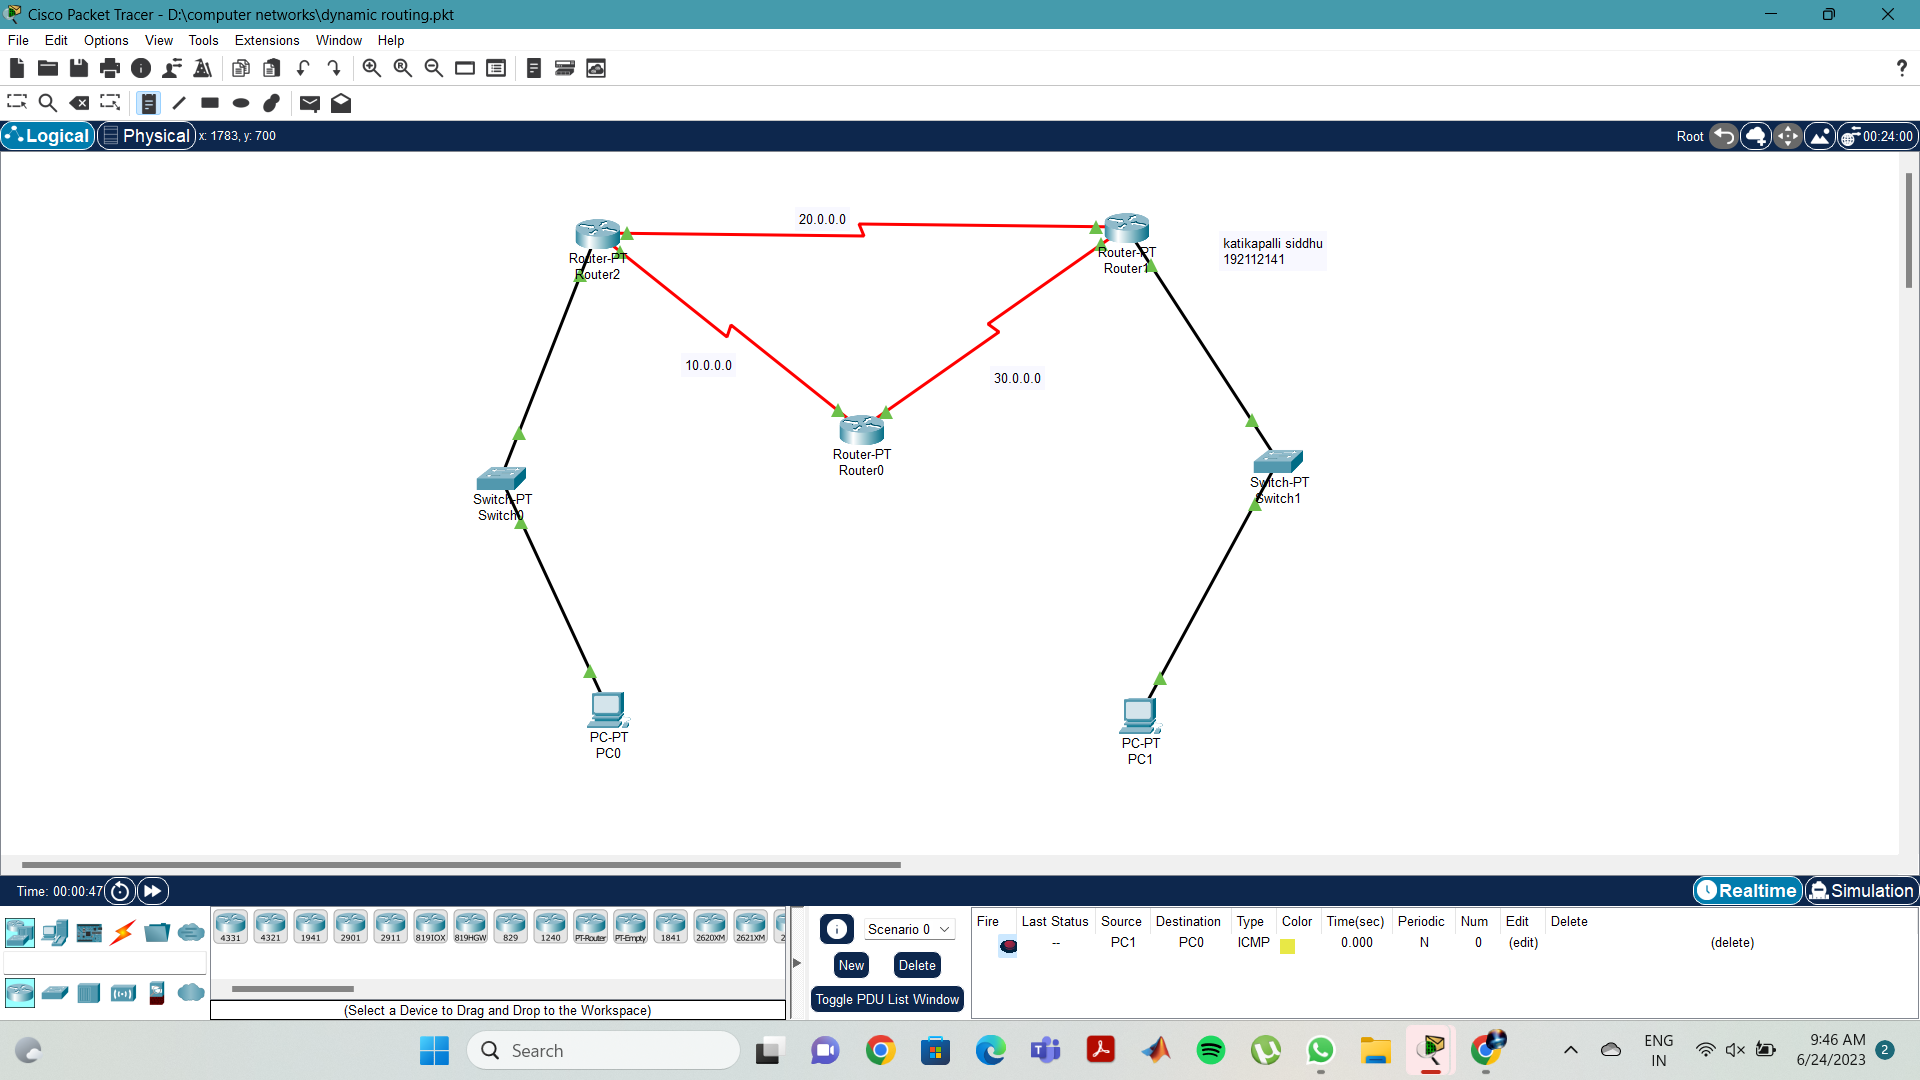 Cisco Packet Tracer - D:\computer networks\dynamic routing.pkt
File Edit Options View Tools Extensions Window Help
?
Logical Physical x: 1783, y: 700 Root 00:24:00
20.0.0.0
Router-PT
Router2
Router-PT
Router1
katikapalli siddhu
192112141
10.0.0.0
30.0.0.0
Router-PT
Router0
Switch-PT
Switch0
Switch-PT
Switch1
PC-PT
PC0
PC-PT
PC1
Time: 00:00:47 Realtime Simulation
4331 4321 1941 2901 2911 819IOX 819HGW 829 1240 PT-Router PT-Empty 1841 2620XM 2621XM 2
(Select a Device to Drag and Drop to the Workspace)
Scenario 0
New Delete
Toggle PDU List Window
Fire Last Status Source Destination Type Color Time(sec) Periodic Num Edit Delete
-- PC1 PC0 ICMP 0.000 N 0 (edit) (delete)
Search
ENG
IN
9:46 AM
6/24/2023
2